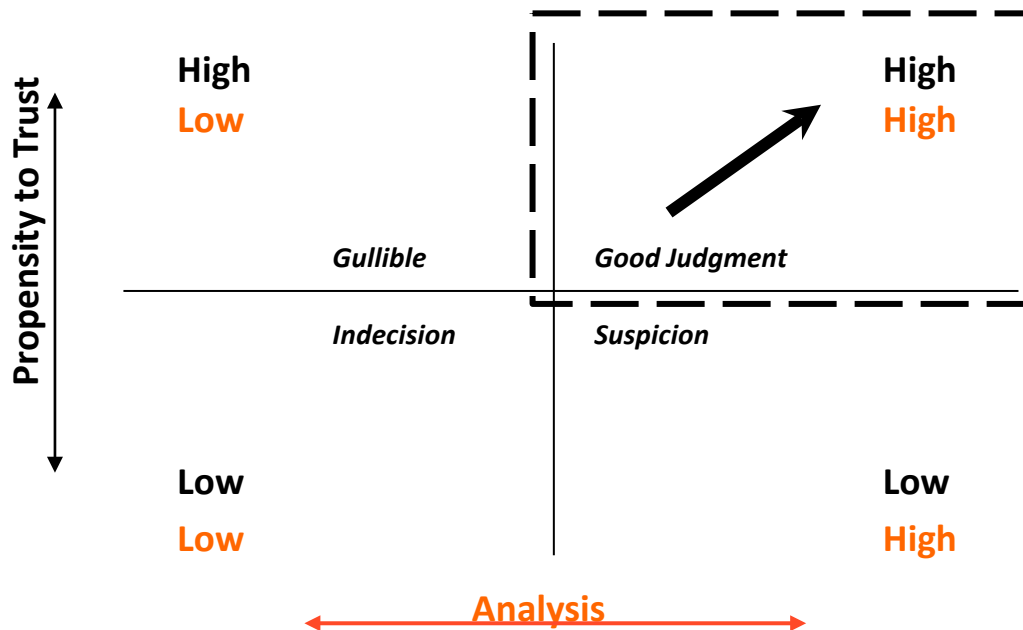 Propensity to Trust
High
Low
High
High
Gullible
Good Judgment
Indecision
Suspicion
Low
Low
Low
High
Analysis